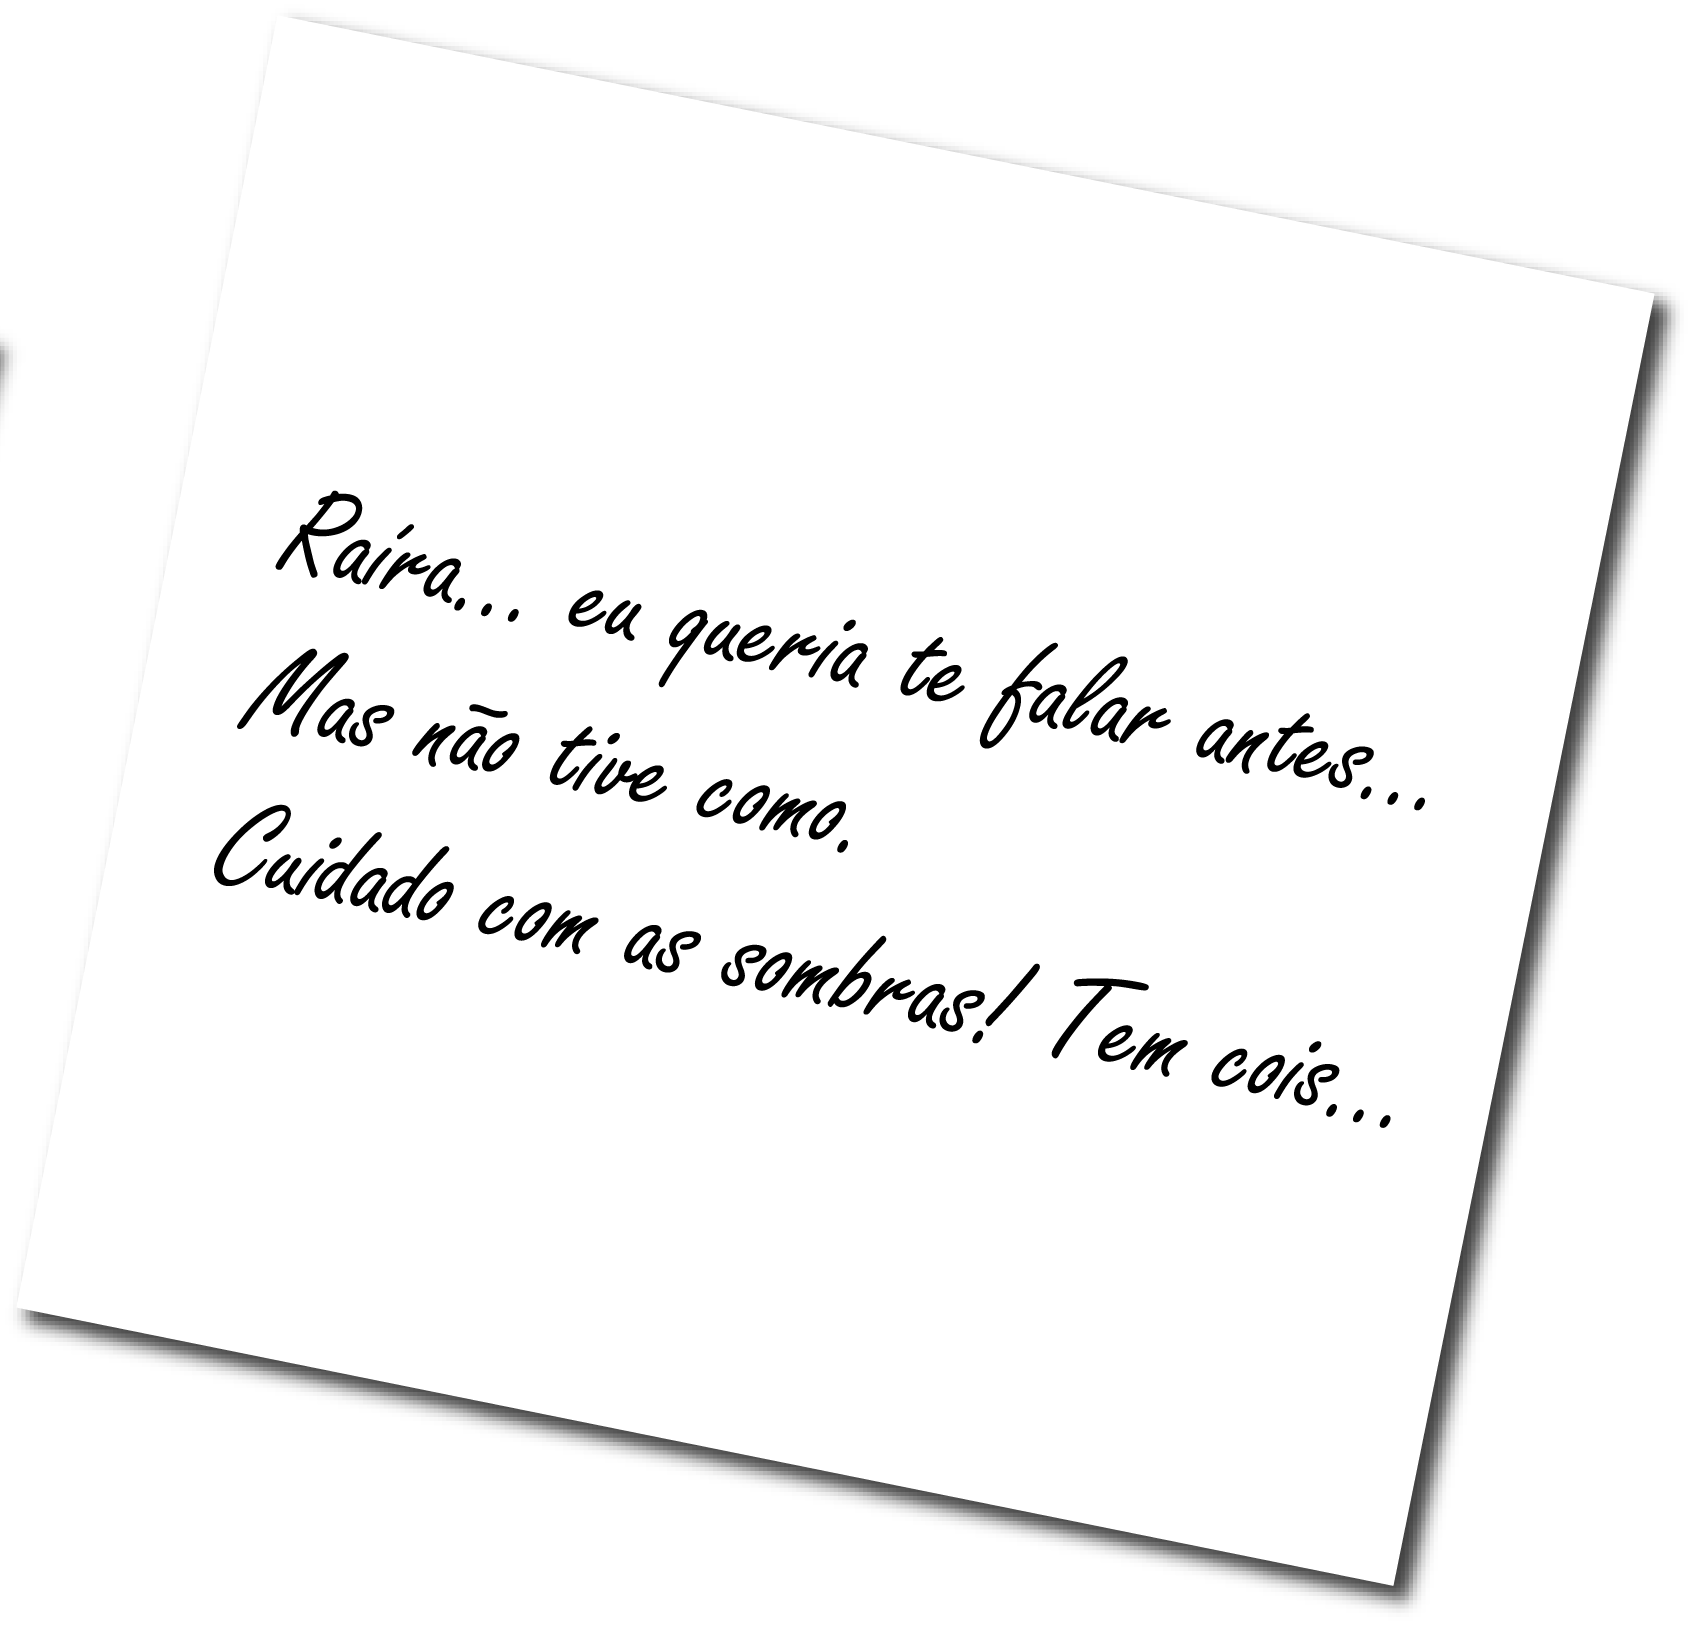 Raíra... eu queria te falar antes...
Mas não tive como.
Cuidado com as sombras! Tem cois...